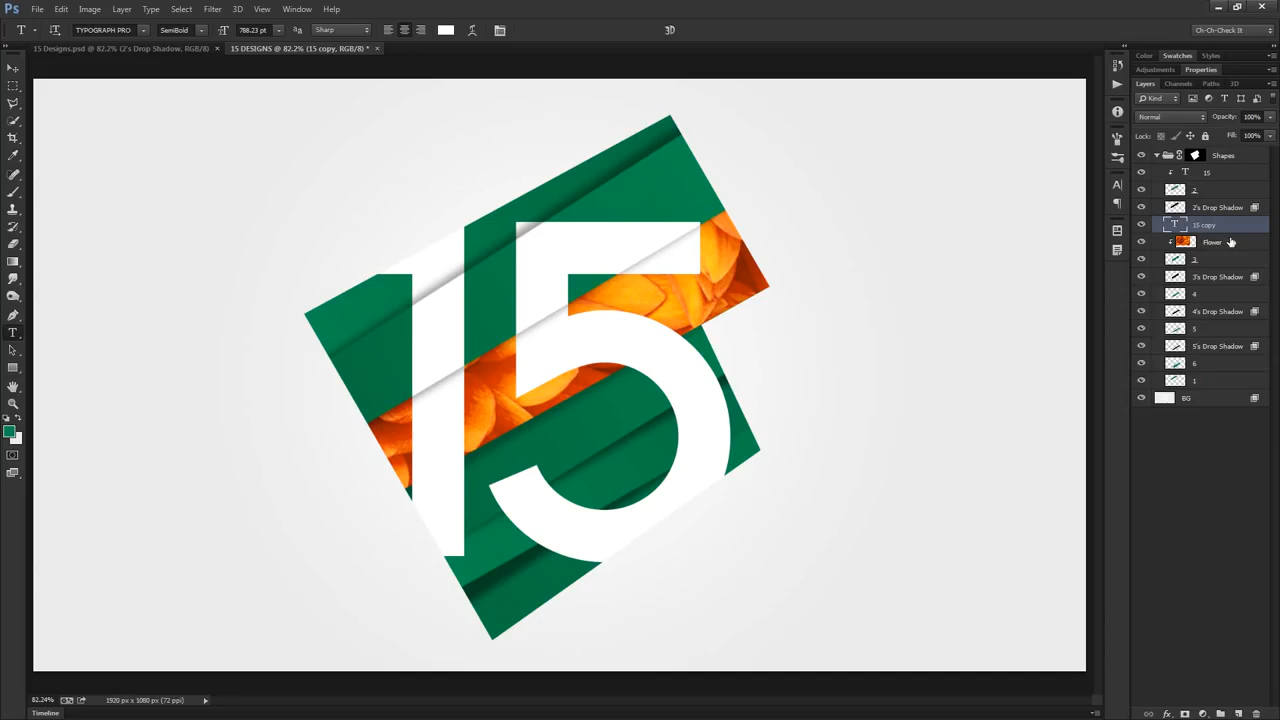 Ps File Edit Image Layer Type Select Filter 3D View Window Help
T TYPOGRAPH PRO SemiBold 788.23 pt Sharp 3D Ch-Ch-Check It
15 Designs.psd @ 82.2% (2's Drop Shadow, RGB/8) × 15 DESIGNS @ 82.2% (15 copy, RGB/8) * ×
Color Swatches Styles
Adjustments Properties
Layers Channels Paths 3D
Kind
Normal Opacity: 100%
Lock: Fill: 100%
Shapes
T 15
2
2's Drop Shadow
T 15 copy
Flower
3
3's Drop Shadow
4
4's Drop Shadow
5
5's Drop Shadow
6
1
BG
15
82.24% 1920 px x 1080 px (72 ppi)
Timeline